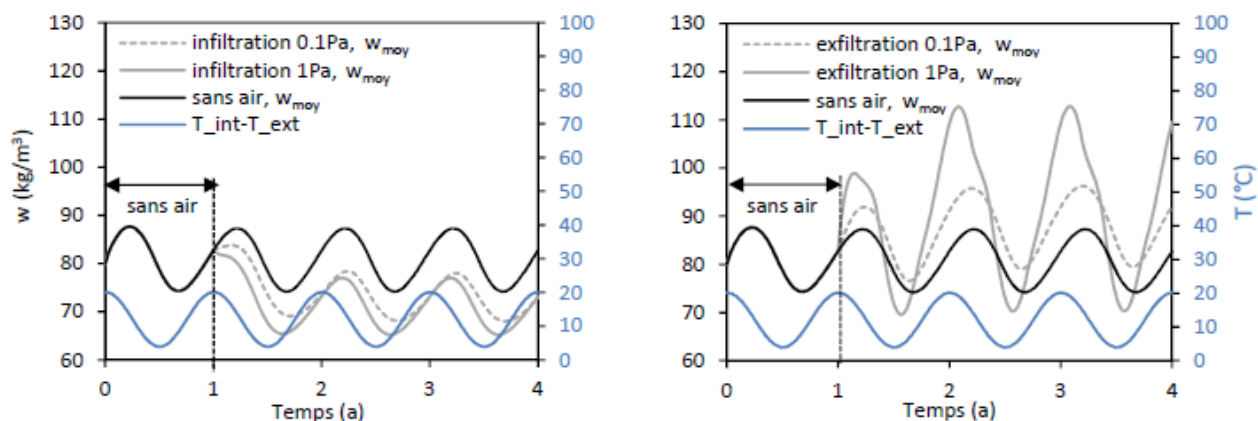 130
120
110
100
90
80
70
60
w (kg/m³)
infiltration 0.1Pa, wmoy
infiltration 1Pa, wmoy
sans air, wmoy
T_int-T_ext
sans air
100
90
80
70
60
50
40
30
20
10
0
0 1 2 3 4
Temps (a)
130
120
110
100
90
80
70
60
exfiltration 0.1Pa, wmoy
exfiltration 1Pa, wmoy
sans air, wmoy
T_int-T_ext
sans air
100
90
80
70
60
50
40
30
20
10
0
T (°C)
0 1 2 3 4
Temps (a)